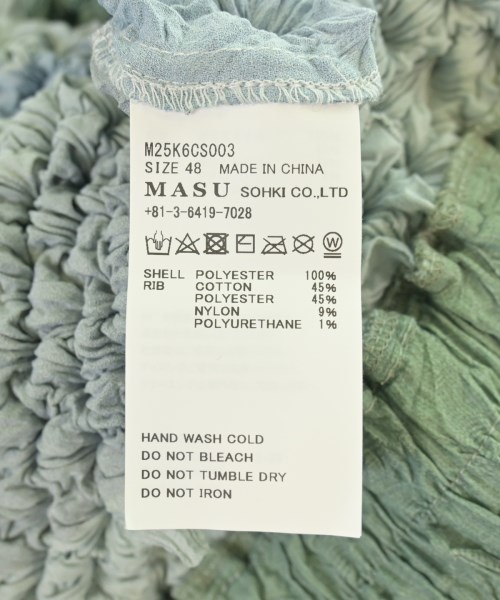 M25K6CS003
SIZE 48 MADE IN CHINA
MASU SOHKI CO.,LTD
+81-3-6419-7028
W
SHELL POLYESTER 100%
RIB COTTON 45%
POLYESTER 45%
NYLON 9%
POLYURETHANE 1%
HAND WASH COLD
DO NOT BLEACH
DO NOT TUMBLE DRY
DO NOT IRON